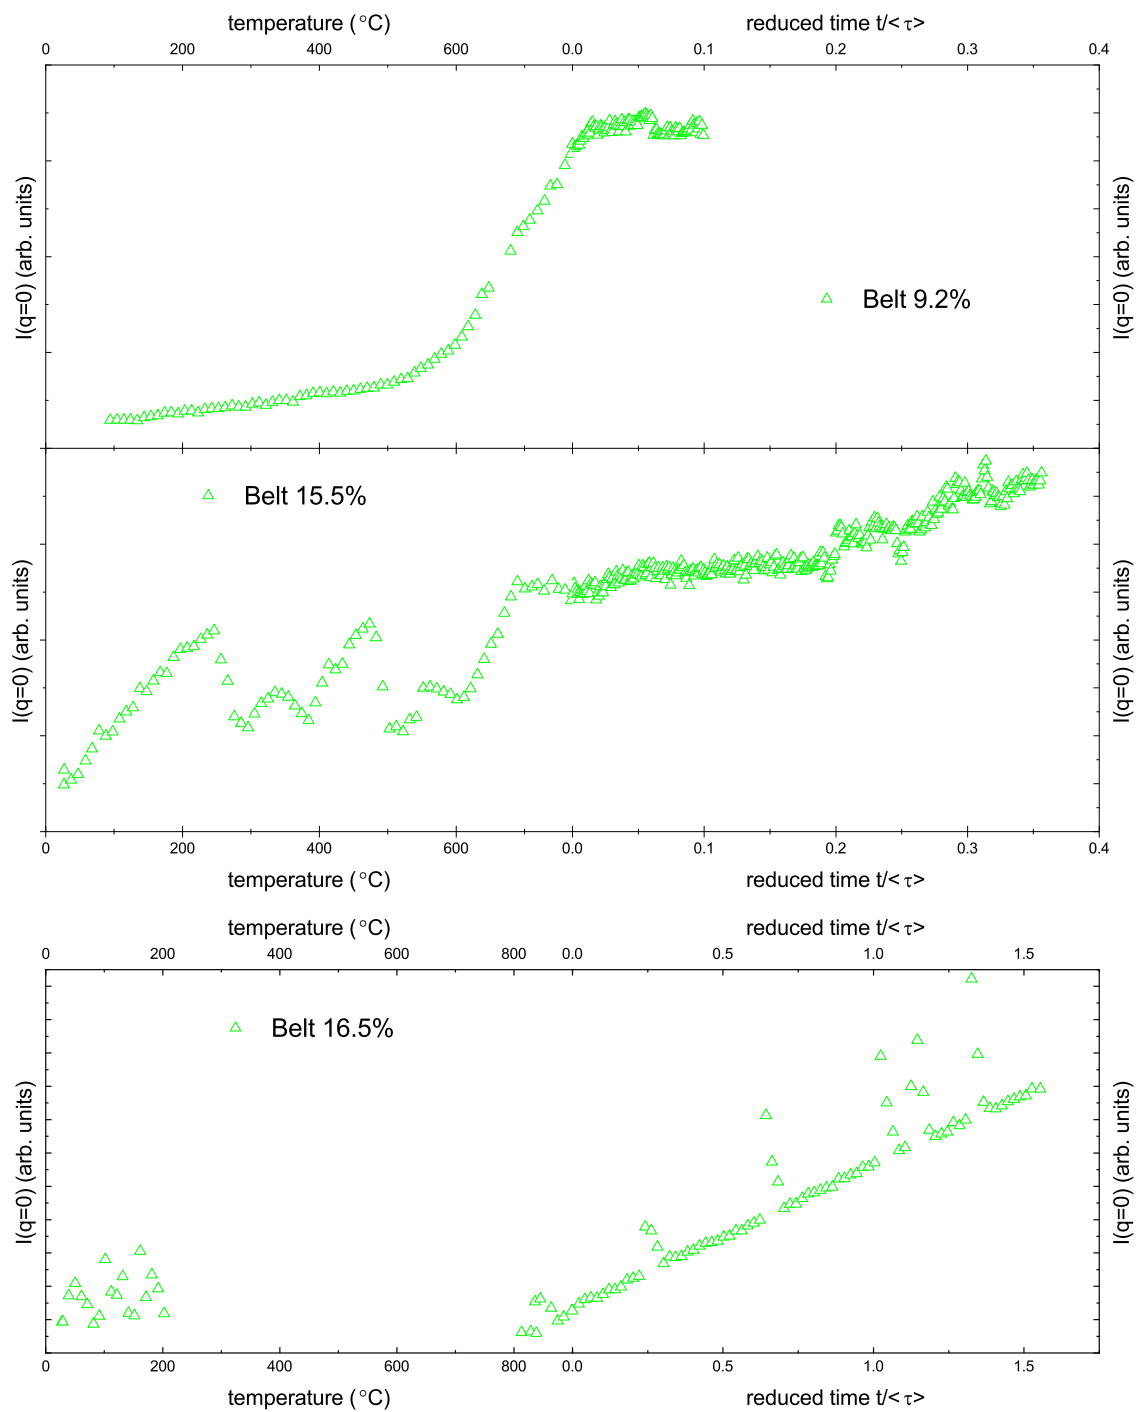 temperature (°C) reduced time t/<τ>
0 200 400 600 0.0 0.1 0.2 0.3 0.4
I(q=0) (arb. units)
I(q=0) (arb. units)
Belt 9.2%
Belt 15.5%
I(q=0) (arb. units)
I(q=0) (arb. units)
0 200 400 600 0.0 0.1 0.2 0.3 0.4
temperature (°C) reduced time t/<τ>
temperature (°C) reduced time t/<τ>
0 200 400 600 800 0.0 0.5 1.0 1.5
Belt 16.5%
I(q=0) (arb. units)
I(q=0) (arb. units)
0 200 400 600 800 0.0 0.5 1.0 1.5
temperature (°C) reduced time t/<τ>